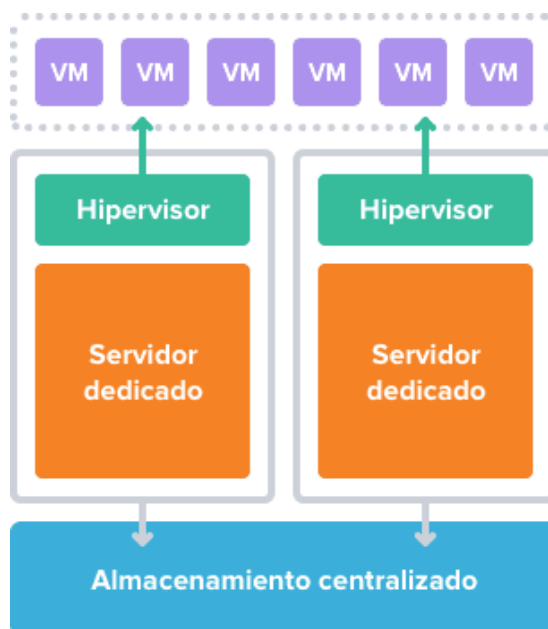 VM VM VM VM VM VM
Hipervisor Hipervisor
Servidor dedicado Servidor dedicado
Almacenamiento centralizado